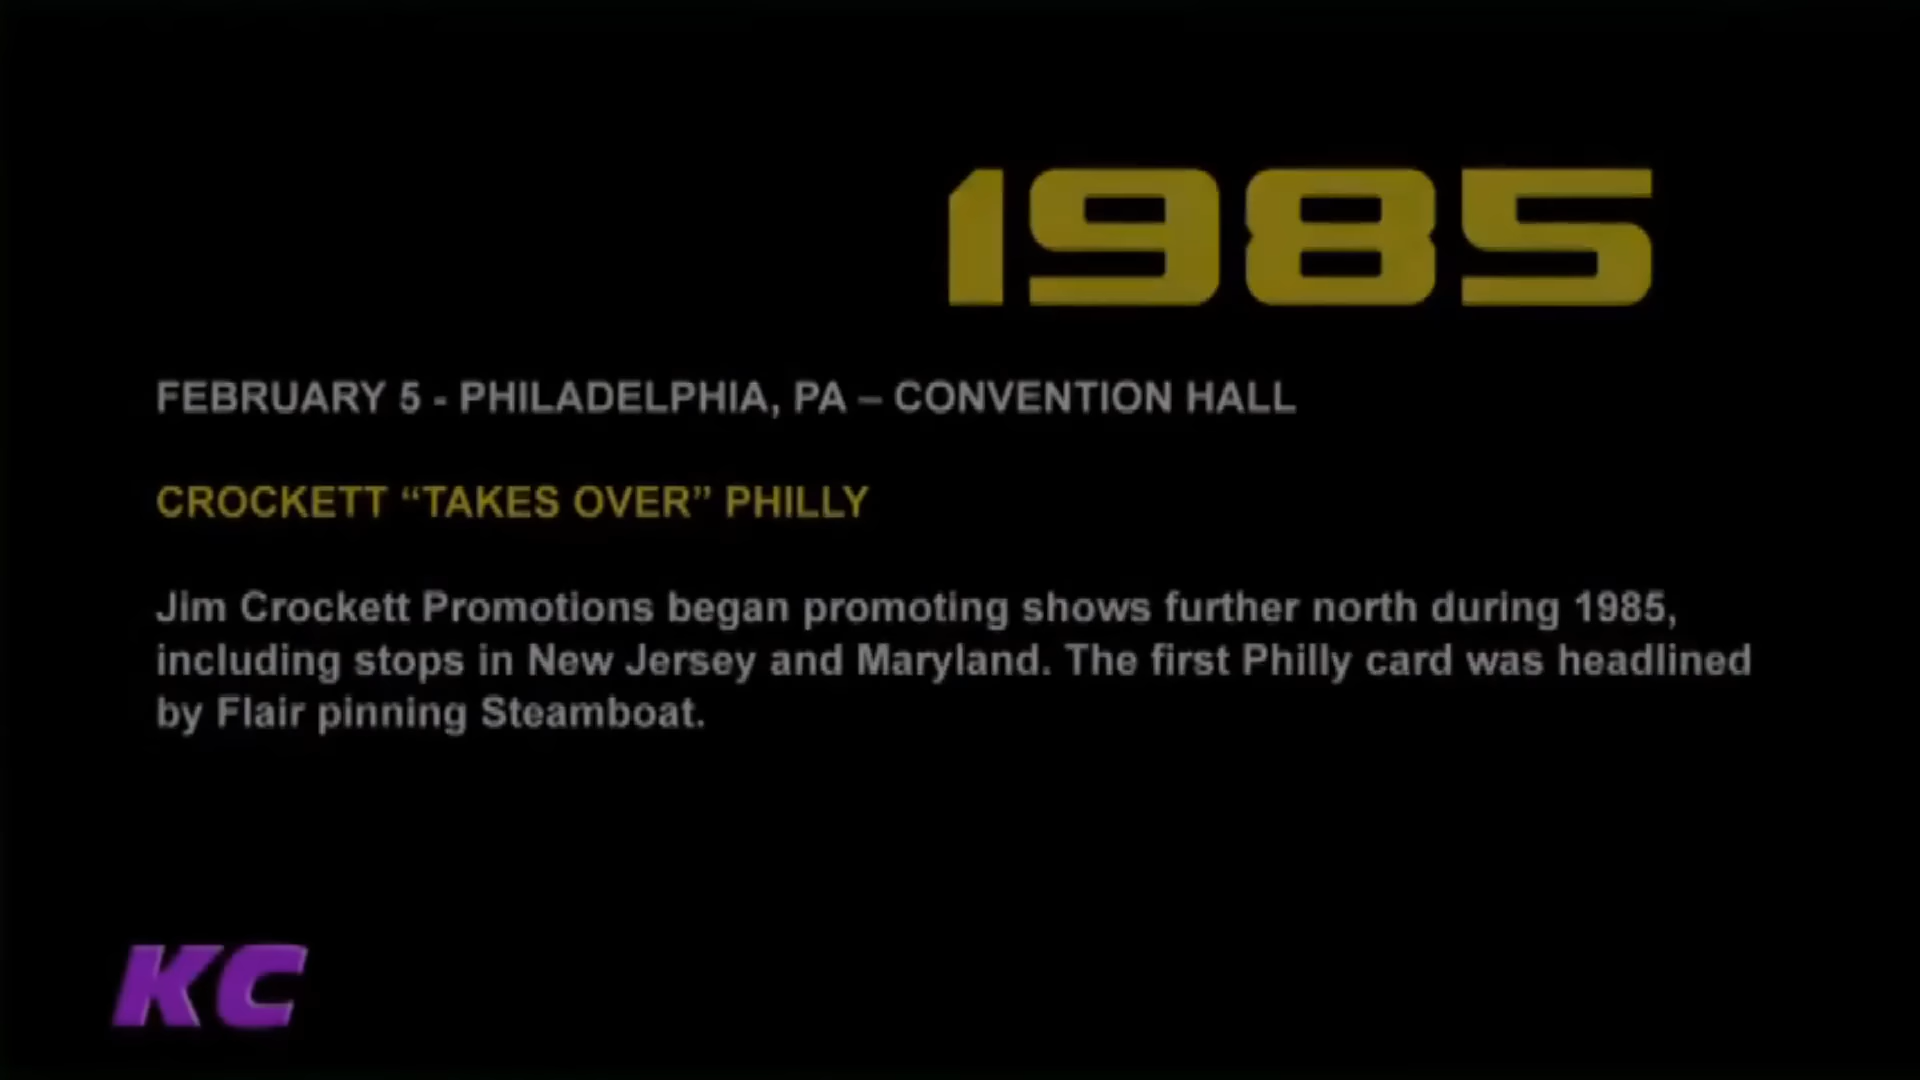 1985
FEBRUARY 5 - PHILADELPHIA, PA – CONVENTION HALL
CROCKETT “TAKES OVER” PHILLY
Jim Crockett Promotions began promoting shows further north during 1985,
including stops in New Jersey and Maryland. The first Philly card was headlined
by Flair pinning Steamboat.
KC